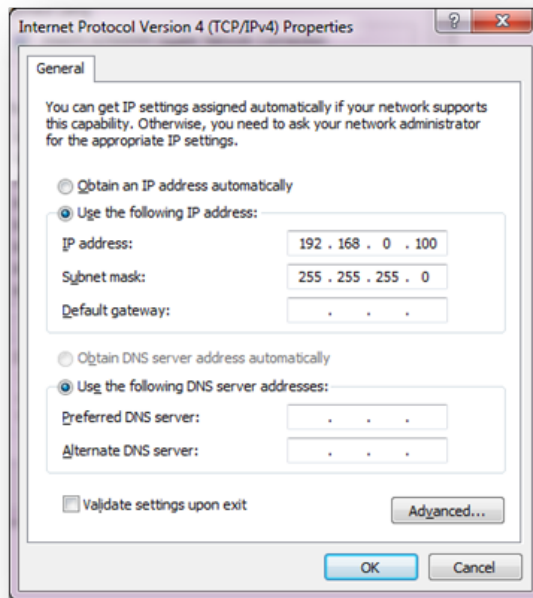 Internet Protocol Version 4 (TCP/IPv4) Properties
?
General
You can get IP settings assigned automatically if your network supports
this capability. Otherwise, you need to ask your network administrator
for the appropriate IP settings.
Obtain an IP address automatically
Use the following IP address:
IP address: 192 . 168 . 0 . 100
Subnet mask: 255 . 255 . 255 . 0
Default gateway: . . .
Obtain DNS server address automatically
Use the following DNS server addresses:
Preferred DNS server: . . .
Alternate DNS server: . . .
Validate settings upon exit
Advanced...
OK Cancel